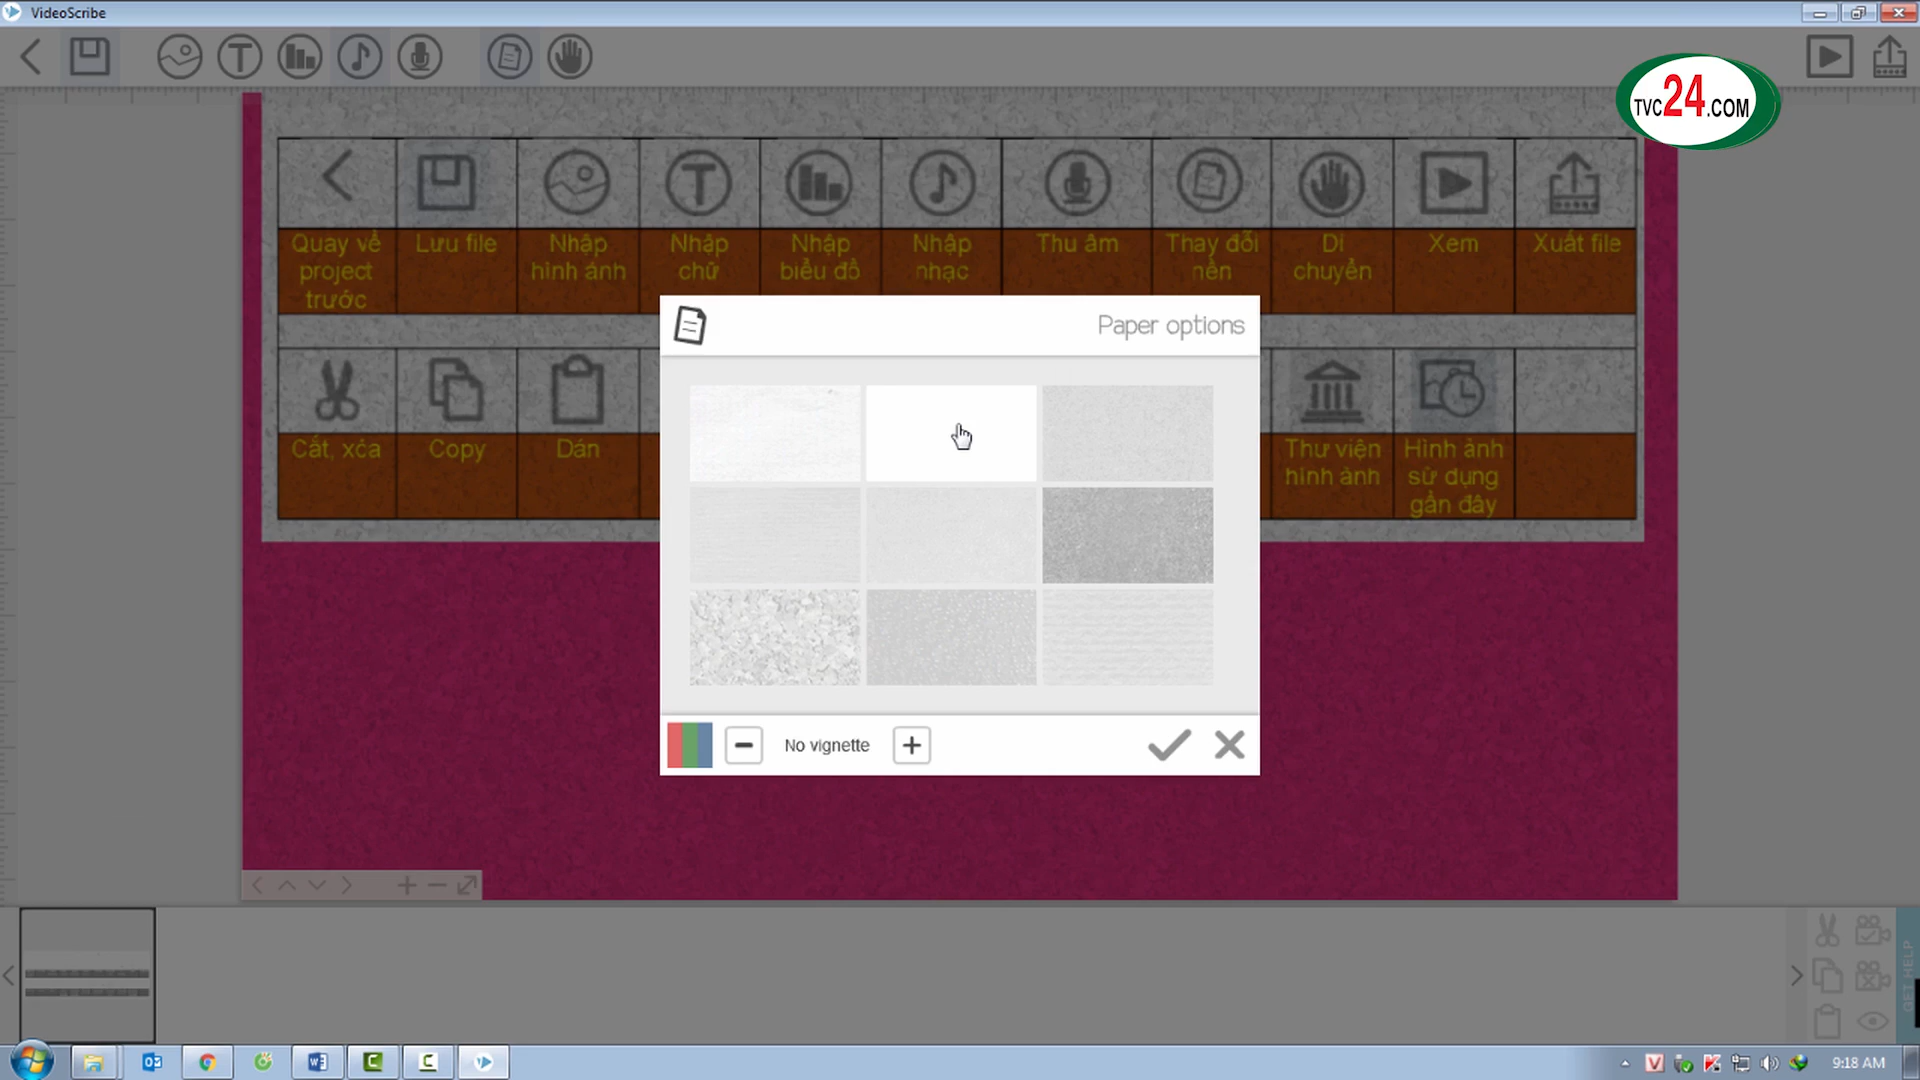 VideoScribe
TVC24.COM
Quay về project trước
Lưu file
Nhập hình ảnh
Nhập chữ
Nhập biểu đồ
Nhập nhạc
Thu âm
Thay đổi nền
Di chuyển
Xem
Xuất file
Paper options
Cắt, xóa
Copy
Dán
Thư viện hình ảnh
Hình ảnh sử dụng gần đây
No vignette
GET HELP
9:18 AM